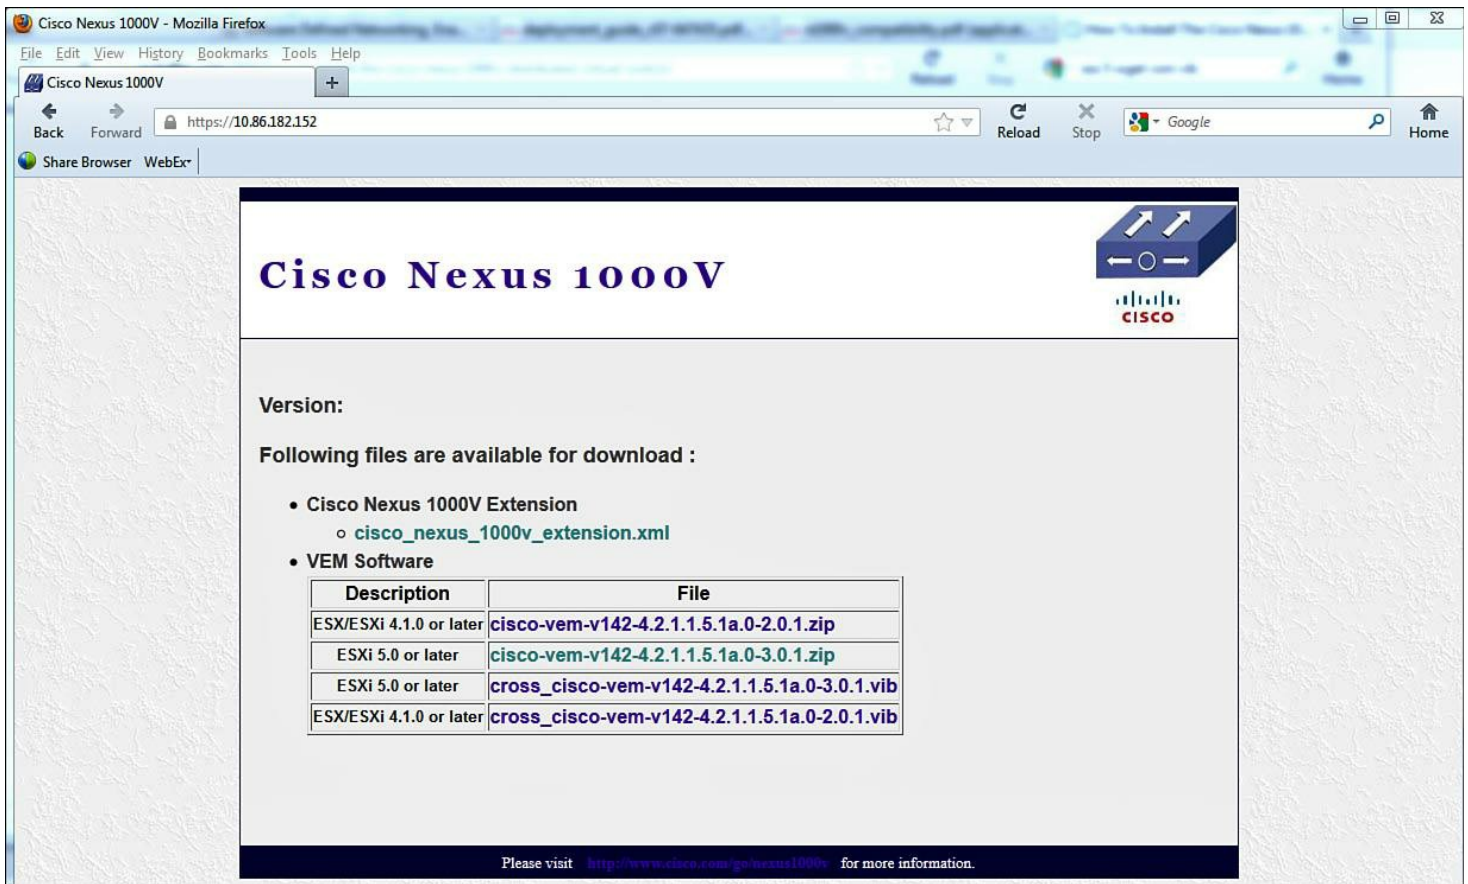 Cisco Nexus 1000V - Mozilla Firefox
File Edit View History Bookmarks Tools Help
Cisco Nexus 1000V +
Back Forward https://10.86.182.152 Reload Stop Google Home
Share Browser WebEx
Cisco Nexus 1000V
CISCO
Version:
Following files are available for download :
• Cisco Nexus 1000V Extension
cisco_nexus_1000v_extension.xml
• VEM Software
Description File
ESX/ESXi 4.1.0 or later cisco-vem-v142-4.2.1.1.5.1a.0-2.0.1.zip
ESXi 5.0 or later cisco-vem-v142-4.2.1.1.5.1a.0-3.0.1.zip
ESXi 5.0 or later cross_cisco-vem-v142-4.2.1.1.5.1a.0-3.0.1.vib
ESX/ESXi 4.1.0 or later cross_cisco-vem-v142-4.2.1.1.5.1a.0-2.0.1.vib
Please visit http://www.cisco.com/go/nexus1000v for more information.